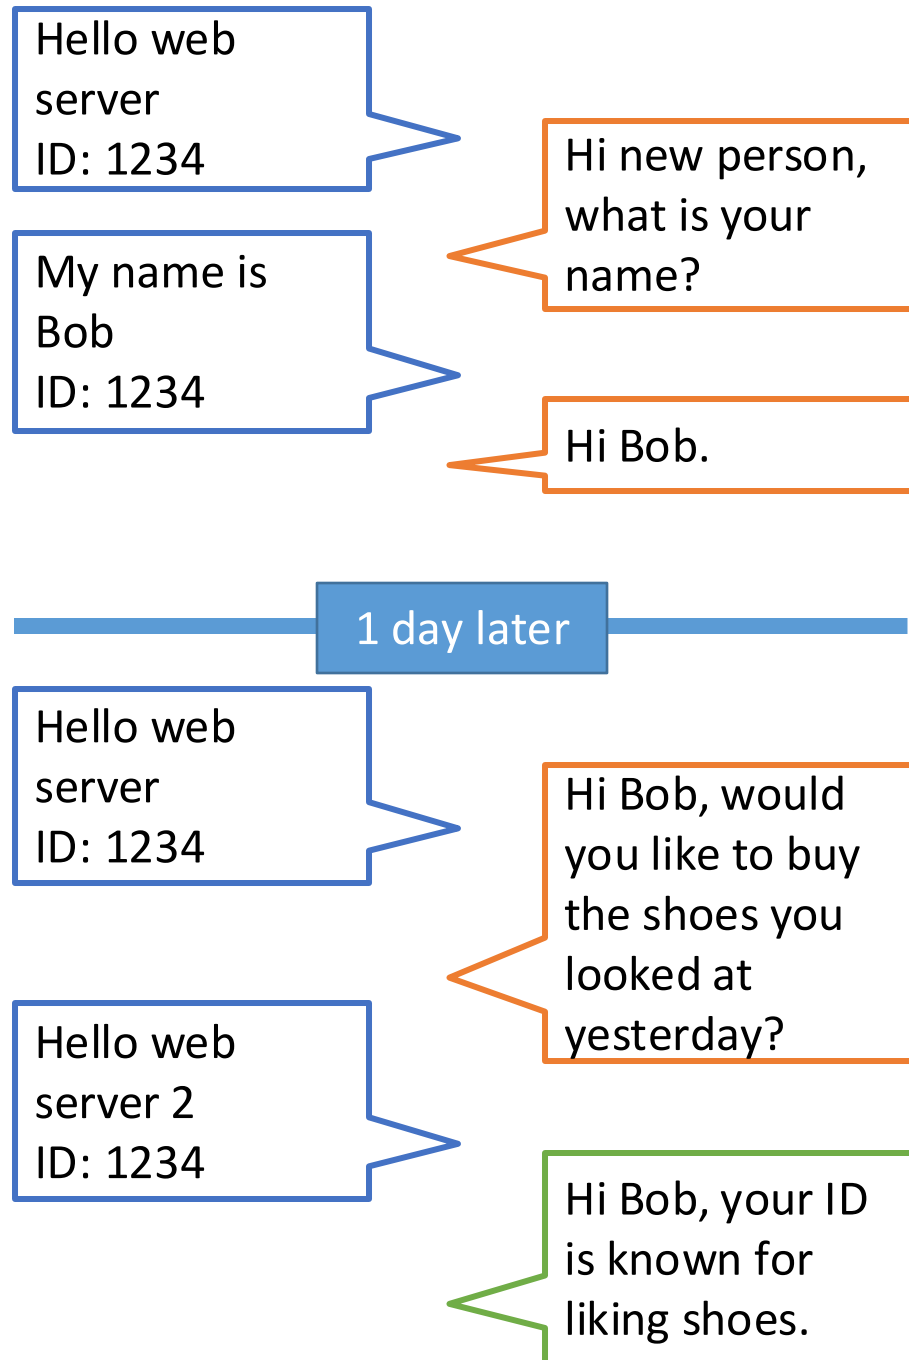 Hello web
server
ID: 1234
Hi new person,
what is your
name?
My name is
Bob
ID: 1234
Hi Bob.
1 day later
Hello web
server
ID: 1234
Hi Bob, would
you like to buy
the shoes you
looked at
yesterday?
Hello web
server 2
ID: 1234
Hi Bob, your ID
is known for
liking shoes.